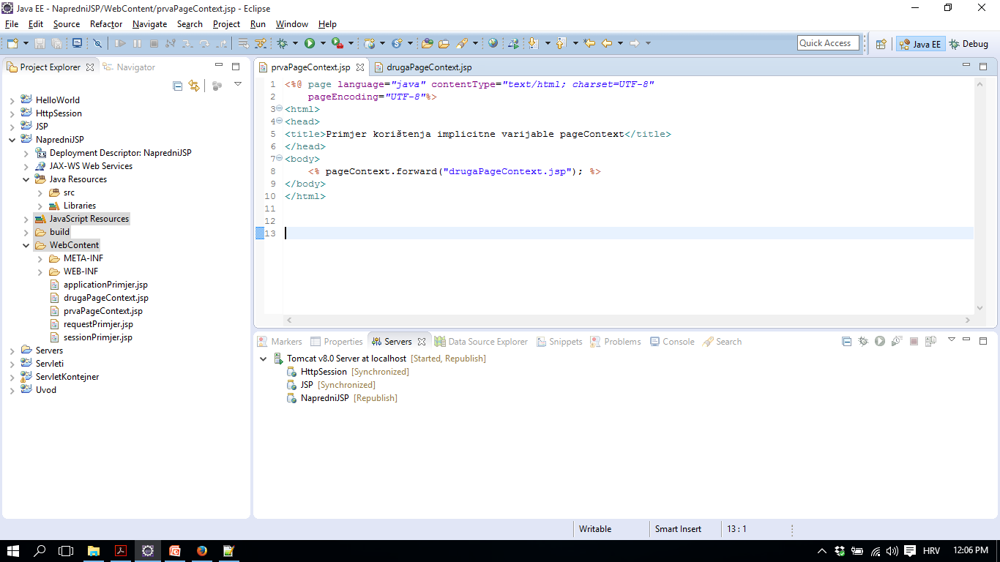 Java EE - NapredniJSP/WebContent/prvaPageContext.jsp - Eclipse
File Edit Source Refactor Navigate Search Project Run Window Help
Quick Access
Java EE
Debug
Project Explorer
Navigator
HelloWorld
HttpSession
JSP
NapredniJSP
Deployment Descriptor: NapredniJSP
JAX-WS Web Services
Java Resources
src
Libraries
JavaScript Resources
build
WebContent
META-INF
WEB-INF
applicationPrimjer.jsp
drugaPageContext.jsp
prvaPageContext.jsp
requestPrimjer.jsp
sessionPrimjer.jsp
Servers
Servleti
ServletKontejner
Uvod
prvaPageContext.jsp
drugaPageContext.jsp
1 <%@ page language="java" contentType="text/html; charset=UTF-8"
2     pageEncoding="UTF-8"%>
3 <html>
4 <head>
5 <title>Primjer korištenja implicitne varijable pageContext</title>
6 </head>
7 <body>
8     <% pageContext.forward("drugaPageContext.jsp"); %>
9 </body>
10 </html>
11
12
13
Markers Properties Servers Data Source Explorer Snippets Problems Console Search
Tomcat v8.0 Server at localhost [Started, Republish]
HttpSession [Synchronized]
JSP [Synchronized]
NapredniJSP [Republish]
Writable Smart Insert 13 : 1
HRV 12:06 PM